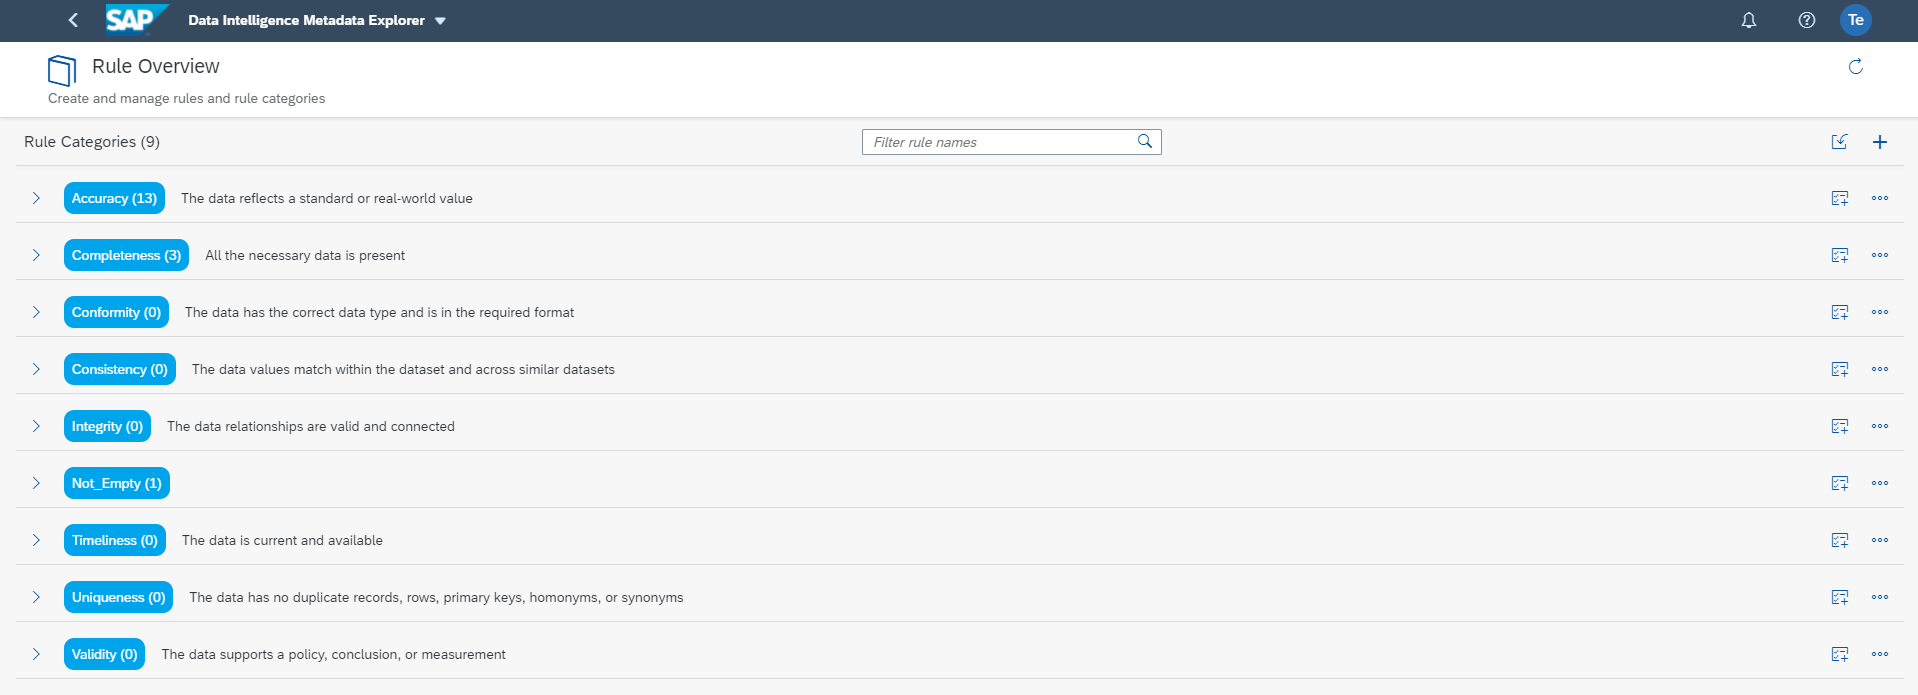 SAP Data Intelligence Metadata Explorer Te
Rule Overview
Create and manage rules and rule categories
Rule Categories (9) Filter rule names
Accuracy (13) The data reflects a standard or real-world value
Completeness (3) All the necessary data is present
Conformity (0) The data has the correct data type and is in the required format
Consistency (0) The data values match within the dataset and across similar datasets
Integrity (0) The data relationships are valid and connected
Not_Empty (1)
Timeliness (0) The data is current and available
Uniqueness (0) The data has no duplicate records, rows, primary keys, homonyms, or synonyms
Validity (0) The data supports a policy, conclusion, or measurement